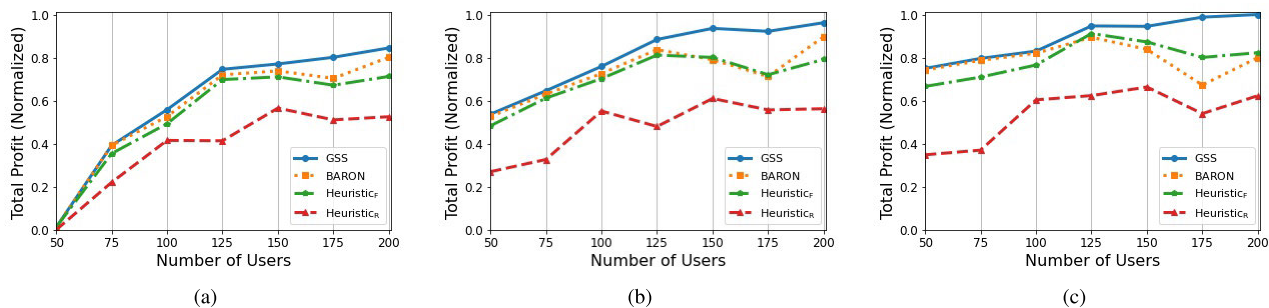 Total Profit (Normalized)
1.0
0.8
0.6
0.4
0.2
0.0
50 75 100 125 150 175 200
Number of Users
GSS
BARON
Heuristic_F
Heuristic_R
(a)
Total Profit (Normalized)
1.0
0.8
0.6
0.4
0.2
0.0
50 75 100 125 150 175 200
Number of Users
GSS
BARON
Heuristic_F
Heuristic_R
(b)
Total Profit (Normalized)
1.0
0.8
0.6
0.4
0.2
0.0
50 75 100 125 150 175 200
Number of Users
GSS
BARON
Heuristic_F
Heuristic_R
(c)